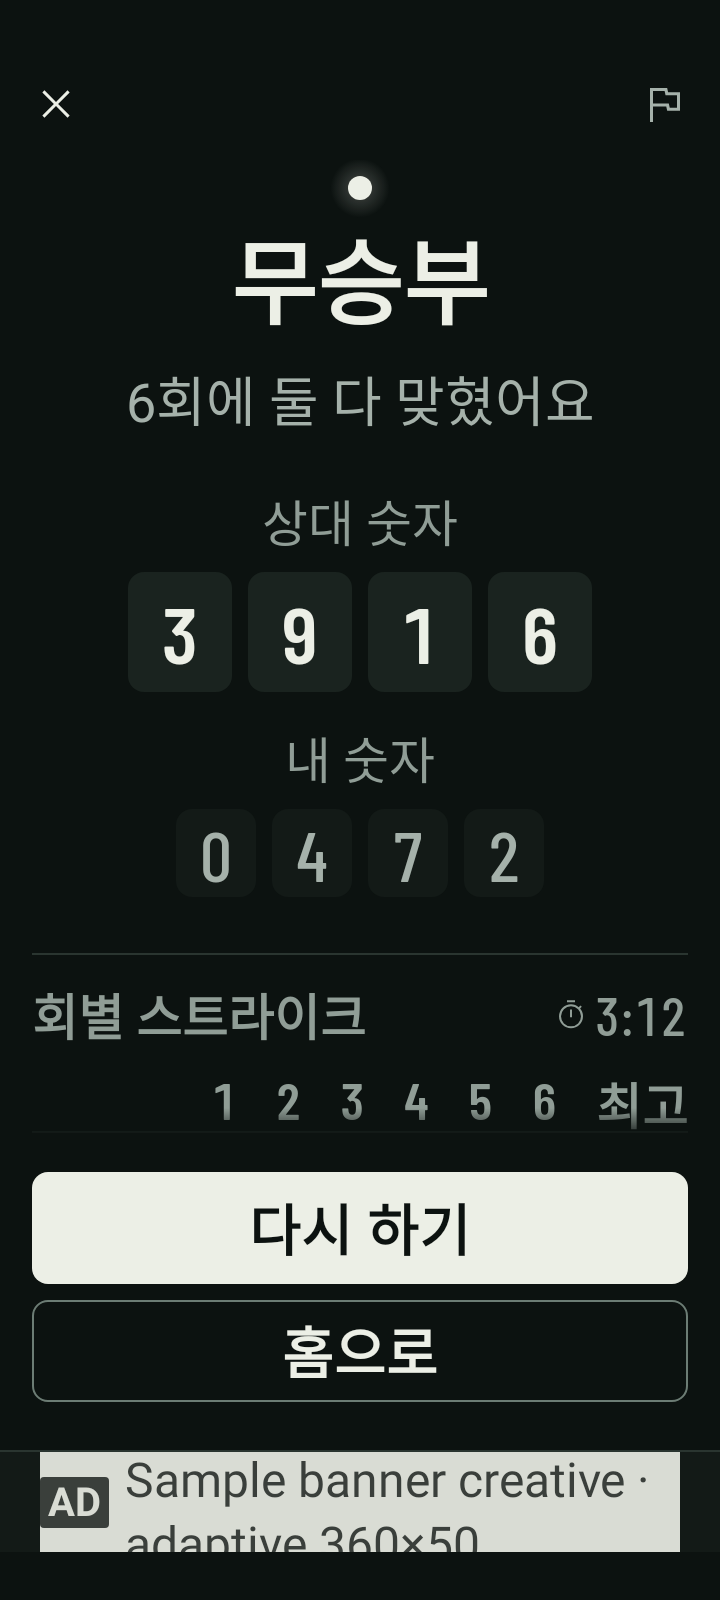 무승부
6회에 둘 다 맞혔어요
상대 숫자
3 9 1 6
내 숫자
0 4 7 2
회별 스트라이크 3:12
1 2 3 4 5 6 최고
다시 하기
홈으로
AD Sample banner creative ·
adaptive 360×50